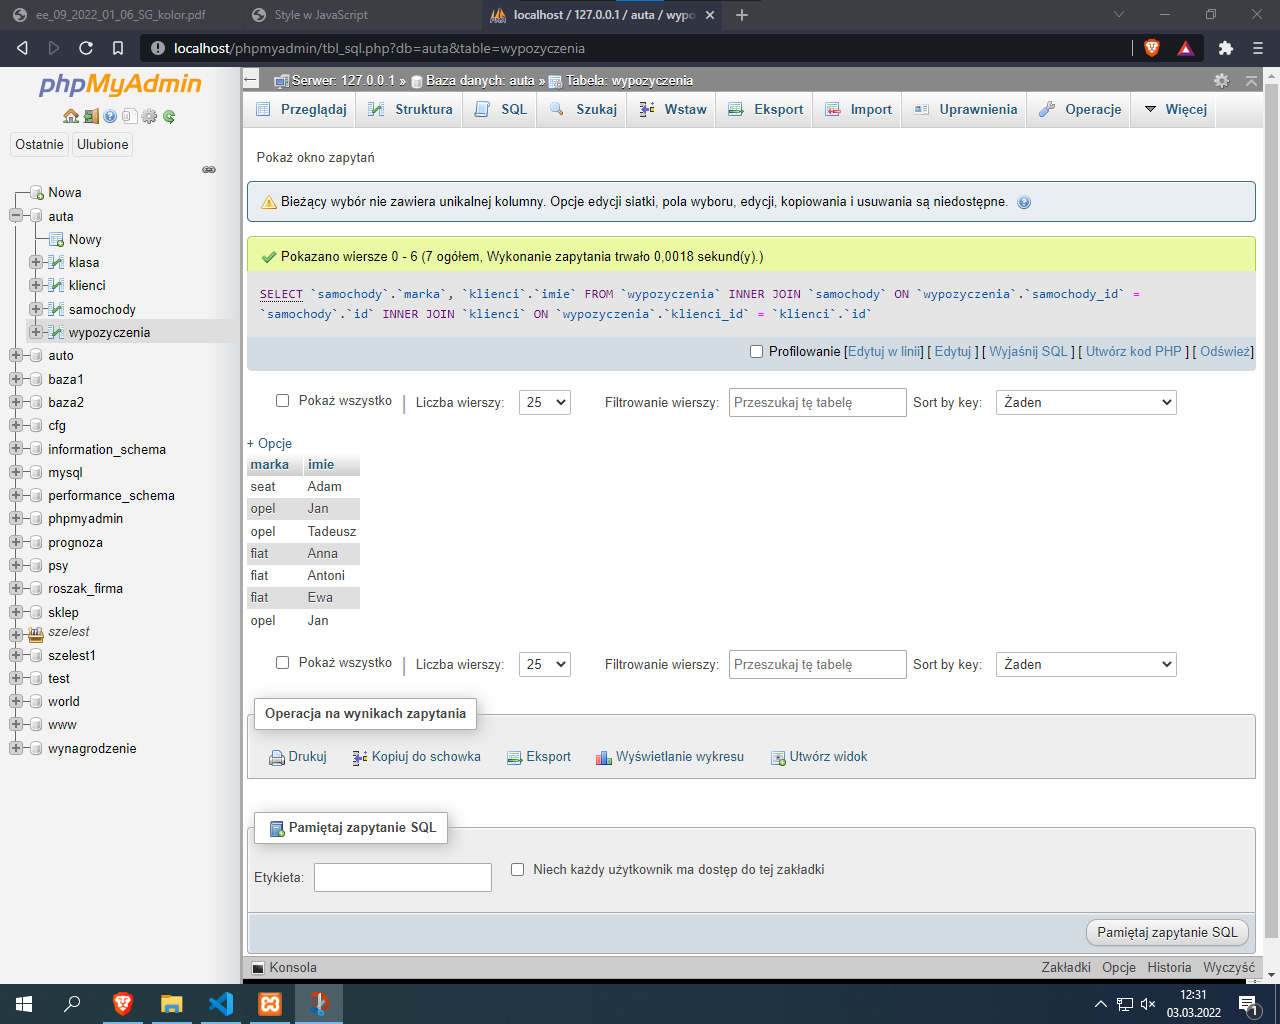 ee_09_2022_01_06_SG_kolor.pdf
Style w JavaScript
localhost / 127.0.0.1 / auta / wypo
localhost/phpmyadmin/tbl_sql.php?db=auta&table=wypozyczenia
phpMyAdmin
Ostatnie Ulubione
Nowa
auta
Nowy
klasa
klienci
samochody
wypozyczenia
auto
baza1
baza2
cfg
information_schema
mysql
performance_schema
phpmyadmin
prognoza
psy
roszak_firma
sklep
szelest
szelest1
test
world
www
wynagrodzenie
Serwer: 127.0.0.1 » Baza danych: auta » Tabela: wypozyczenia
Przeglądaj Struktura SQL Szukaj Wstaw Eksport Import Uprawnienia Operacje Więcej
Pokaż okno zapytań
Bieżący wybór nie zawiera unikalnej kolumny. Opcje edycji siatki, pola wyboru, edycji, kopiowania i usuwania są niedostępne.
Pokazano wiersze 0 - 6 (7 ogółem, Wykonanie zapytania trwało 0,0018 sekund(y).)
SELECT `samochody`.`marka`, `klienci`.`imie` FROM `wypozyczenia` INNER JOIN `samochody` ON `wypozyczenia`.`samochody_id` =
`samochody`.`id` INNER JOIN `klienci` ON `wypozyczenia`.`klienci_id` = `klienci`.`id`
Profilowanie [Edytuj w linii] [ Edytuj ] [ Wyjaśnij SQL ] [ Utwórz kod PHP ] [ Odśwież]
Pokaż wszystko | Liczba wierszy: 25 Filtrowanie wierszy: Przeszukaj tę tabelę Sort by key: Żaden
+ Opcje
marka imie
seat Adam
opel Jan
opel Tadeusz
fiat Anna
fiat Antoni
fiat Ewa
opel Jan
Pokaż wszystko | Liczba wierszy: 25 Filtrowanie wierszy: Przeszukaj tę tabelę Sort by key: Żaden
Operacja na wynikach zapytania
Drukuj Kopiuj do schowka Eksport Wyświetlanie wykresu Utwórz widok
Pamiętaj zapytanie SQL
Etykieta: Niech każdy użytkownik ma dostęp do tej zakładki
Pamiętaj zapytanie SQL
Konsola Zakładki Opcje Historia Wyczyść
12:31
03.03.2022
1